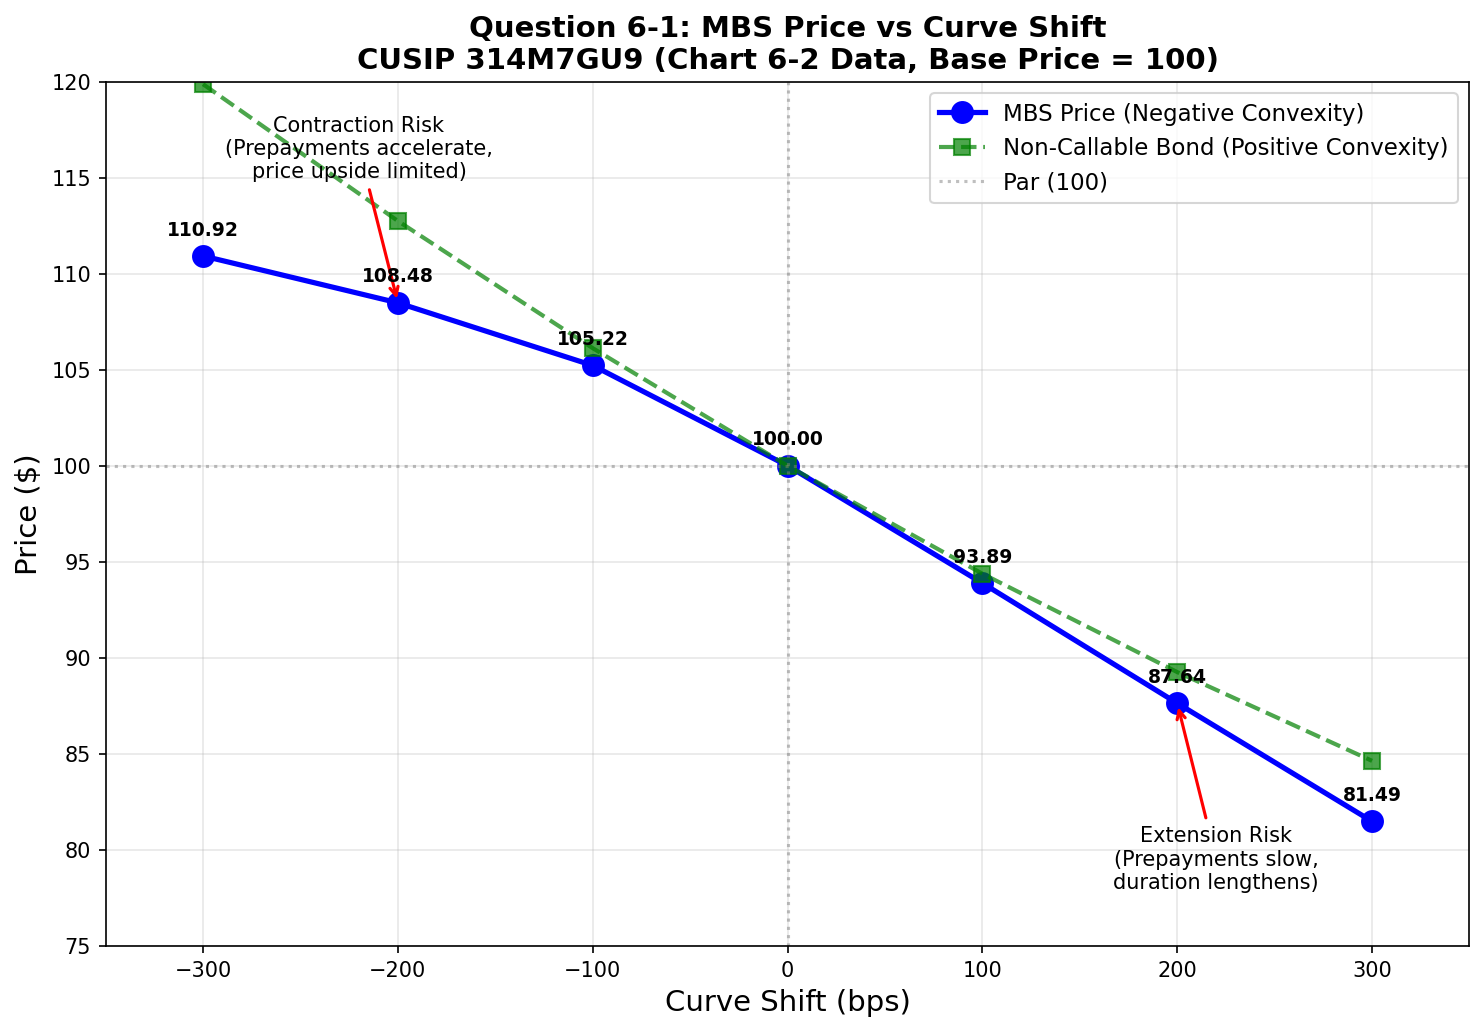 Question 6-1: MBS Price vs Curve Shift
CUSIP 314M7GU9 (Chart 6-2 Data, Base Price = 100)
MBS Price (Negative Convexity)
Non-Callable Bond (Positive Convexity)
Par (100)
Contraction Risk
(Prepayments accelerate,
price upside limited)
110.92
108.48
105.22
100.00
93.89
87.64
81.49
Extension Risk
(Prepayments slow,
duration lengthens)
Price ($)
120
115
110
105
100
95
90
85
80
75
−300
−200
−100
0
100
200
300
Curve Shift (bps)